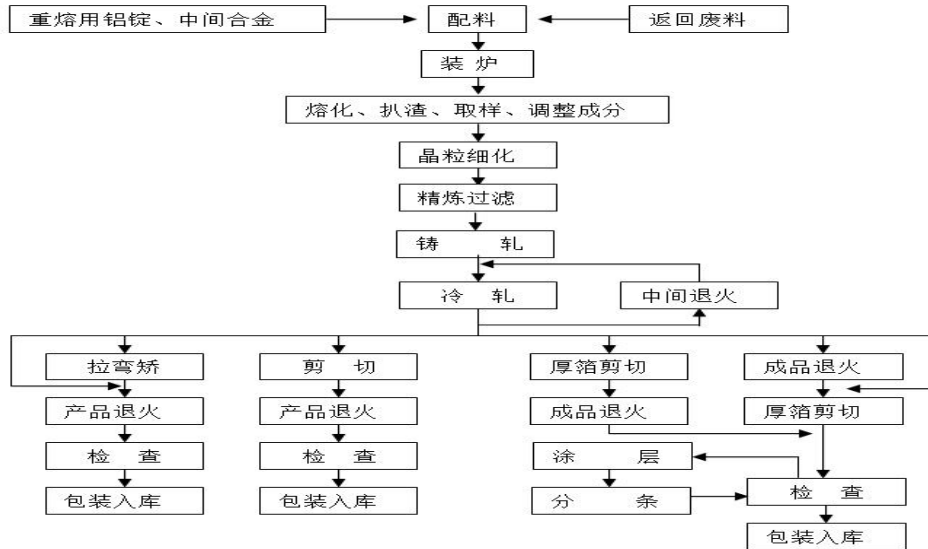 重熔用铝锭、中间合金
配料
返回废料
装 炉
熔化、扒渣、取样、调整成分
晶粒细化
精炼过滤
铸 轧
冷 轧
中间退火
拉弯矫
剪 切
厚箔剪切
成品退火
产品退火
产品退火
成品退火
厚箔剪切
检 查
检 查
涂 层
包装入库
包装入库
分 条
检 查
包装入库